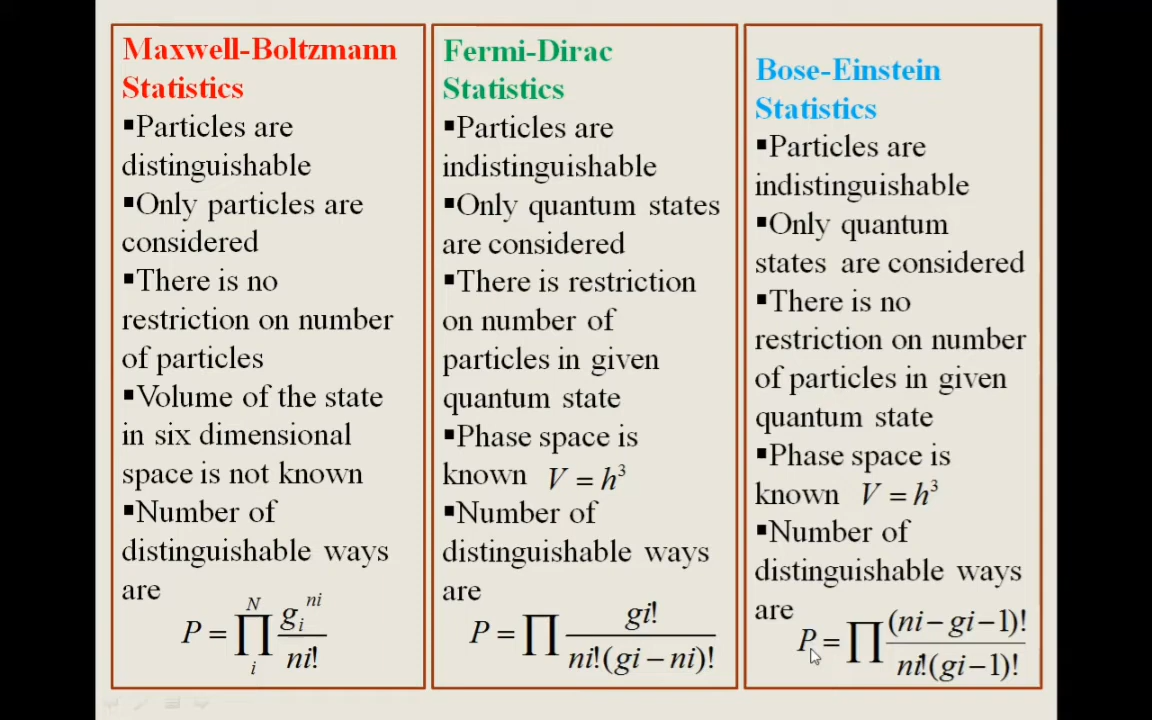 Maxwell-Boltzmann
Statistics
▪Particles are
distinguishable
▪Only particles are
considered
▪There is no
restriction on number
of particles
▪Volume of the state
in six dimensional
space is not known
▪Number of
distinguishable ways
are
P = ∏_i^N g_i^{ni} / ni!
Fermi-Dirac
Statistics
▪Particles are
indistinguishable
▪Only quantum states
are considered
▪There is restriction
on number of
particles in given
quantum state
▪Phase space is
known V = h³
▪Number of
distinguishable ways
are
P = ∏ gi! / ni!(gi − ni)!
Bose-Einstein
Statistics
▪Particles are
indistinguishable
▪Only quantum
states are considered
▪There is no
restriction on number
of particles in given
quantum state
▪Phase space is
known V = h³
▪Number of
distinguishable ways
are
P = ∏ (ni − gi − 1)! / ni!(gi − 1)!